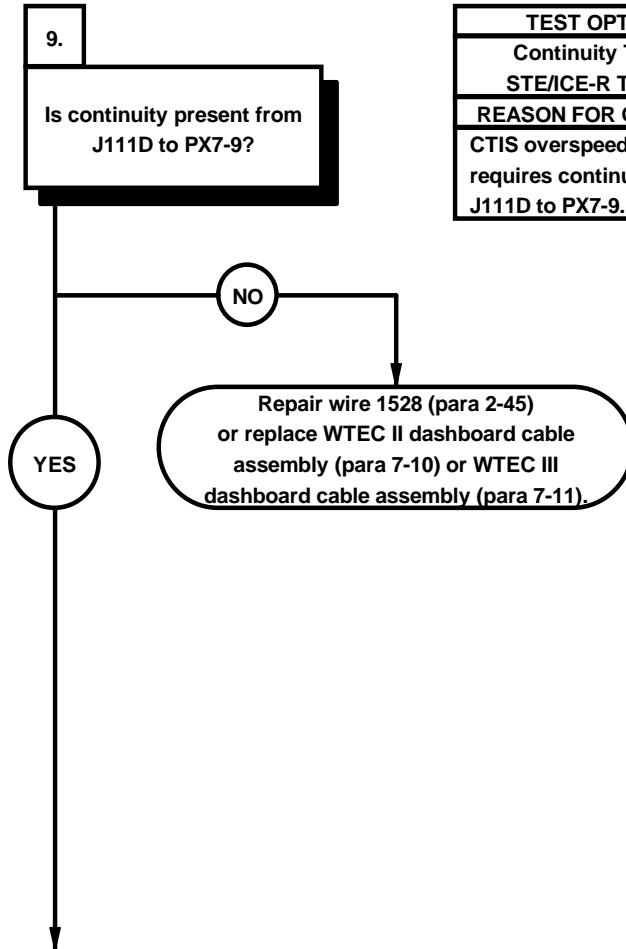 9.
Is continuity present from
J111D to PX7-9?
TEST OPT
Continuity T
STE/ICE-R T
REASON FOR
CTIS overspeed
requires continu
J111D to PX7-9.
NO
YES
Repair wire 1528 (para 2-45)
or replace WTEC II dashboard cable
assembly (para 7-10) or WTEC III
dashboard cable assembly (para 7-11).